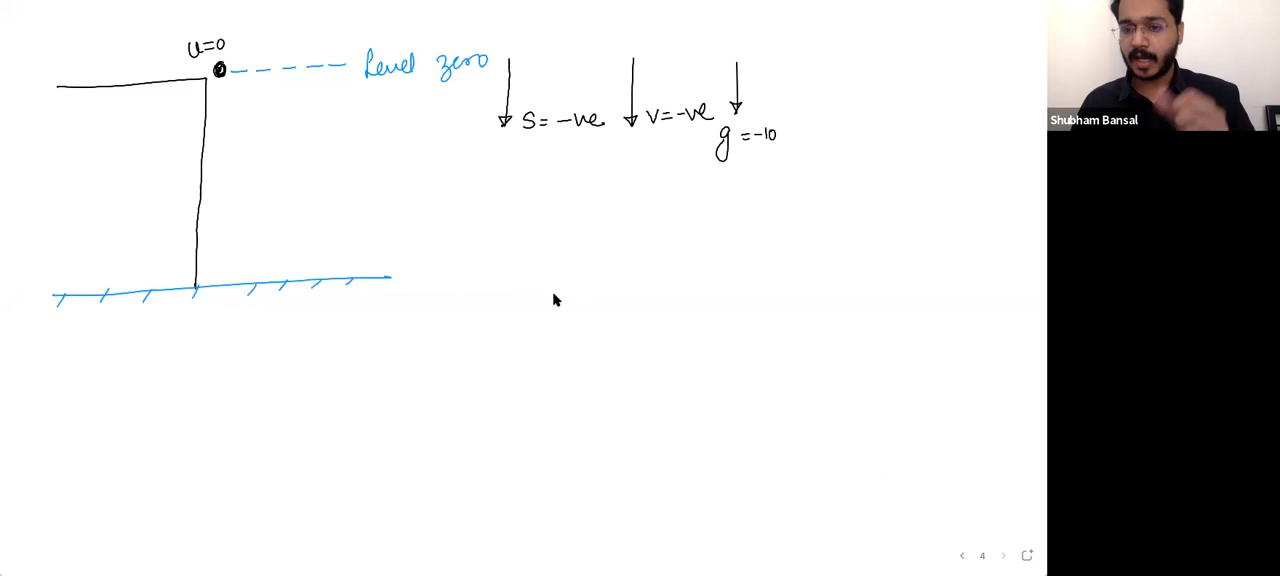 u=0
Level zero
S= -ve
v=-ve
g =-10
Shubham Bansal
4